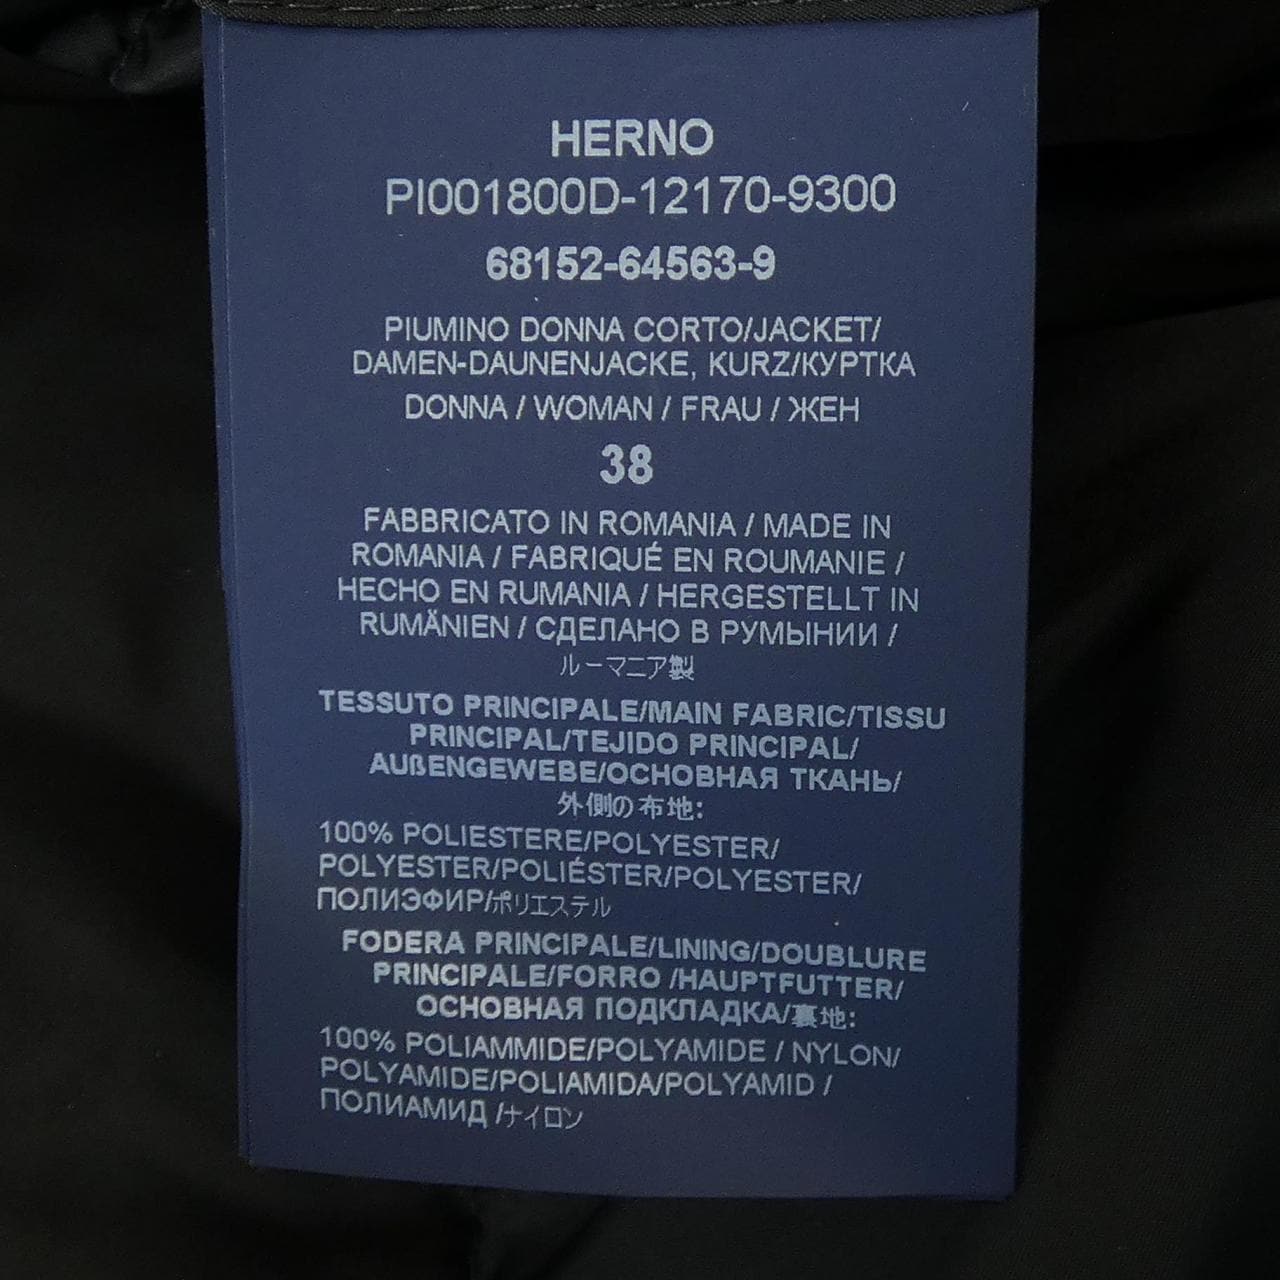 HERNO
PI001800D-12170-9300
68152-64563-9
PIUMINO DONNA CORTO/JACKET/
DAMEN-DAUNENJACKE, KURZ/КУРТКА
DONNA / WOMAN / FRAU / ЖЕН
38
FABBRICATO IN ROMANIA / MADE IN
ROMANIA / FABRIQUÉ EN ROUMANIE /
HECHO EN RUMANIA / HERGESTELLT IN
RUMÄNIEN / СДЕЛАНО В РУМЫНИИ /
ルーマニア製
TESSUTO PRINCIPALE/MAIN FABRIC/TISSU
PRINCIPAL/TEJIDO PRINCIPAL/
AUßENGEWEBE/ОСНОВНАЯ ТКАНЬ/
外側の布地:
100% POLIESTERE/POLYESTER/
POLYESTER/POLIÉSTER/POLYESTER/
ПОЛИЭФИР/ポリエステル
FODERA PRINCIPALE/LINING/DOUBLURE
PRINCIPALE/FORRO /HAUPTFUTTER/
ОСНОВНАЯ ПОДКЛАДКА/裏地:
100% POLIAMMIDE/POLYAMIDE / NYLON/
POLYAMIDE/POLIAMIDA/POLYAMID /
ПОЛИАМИД /ナイロン